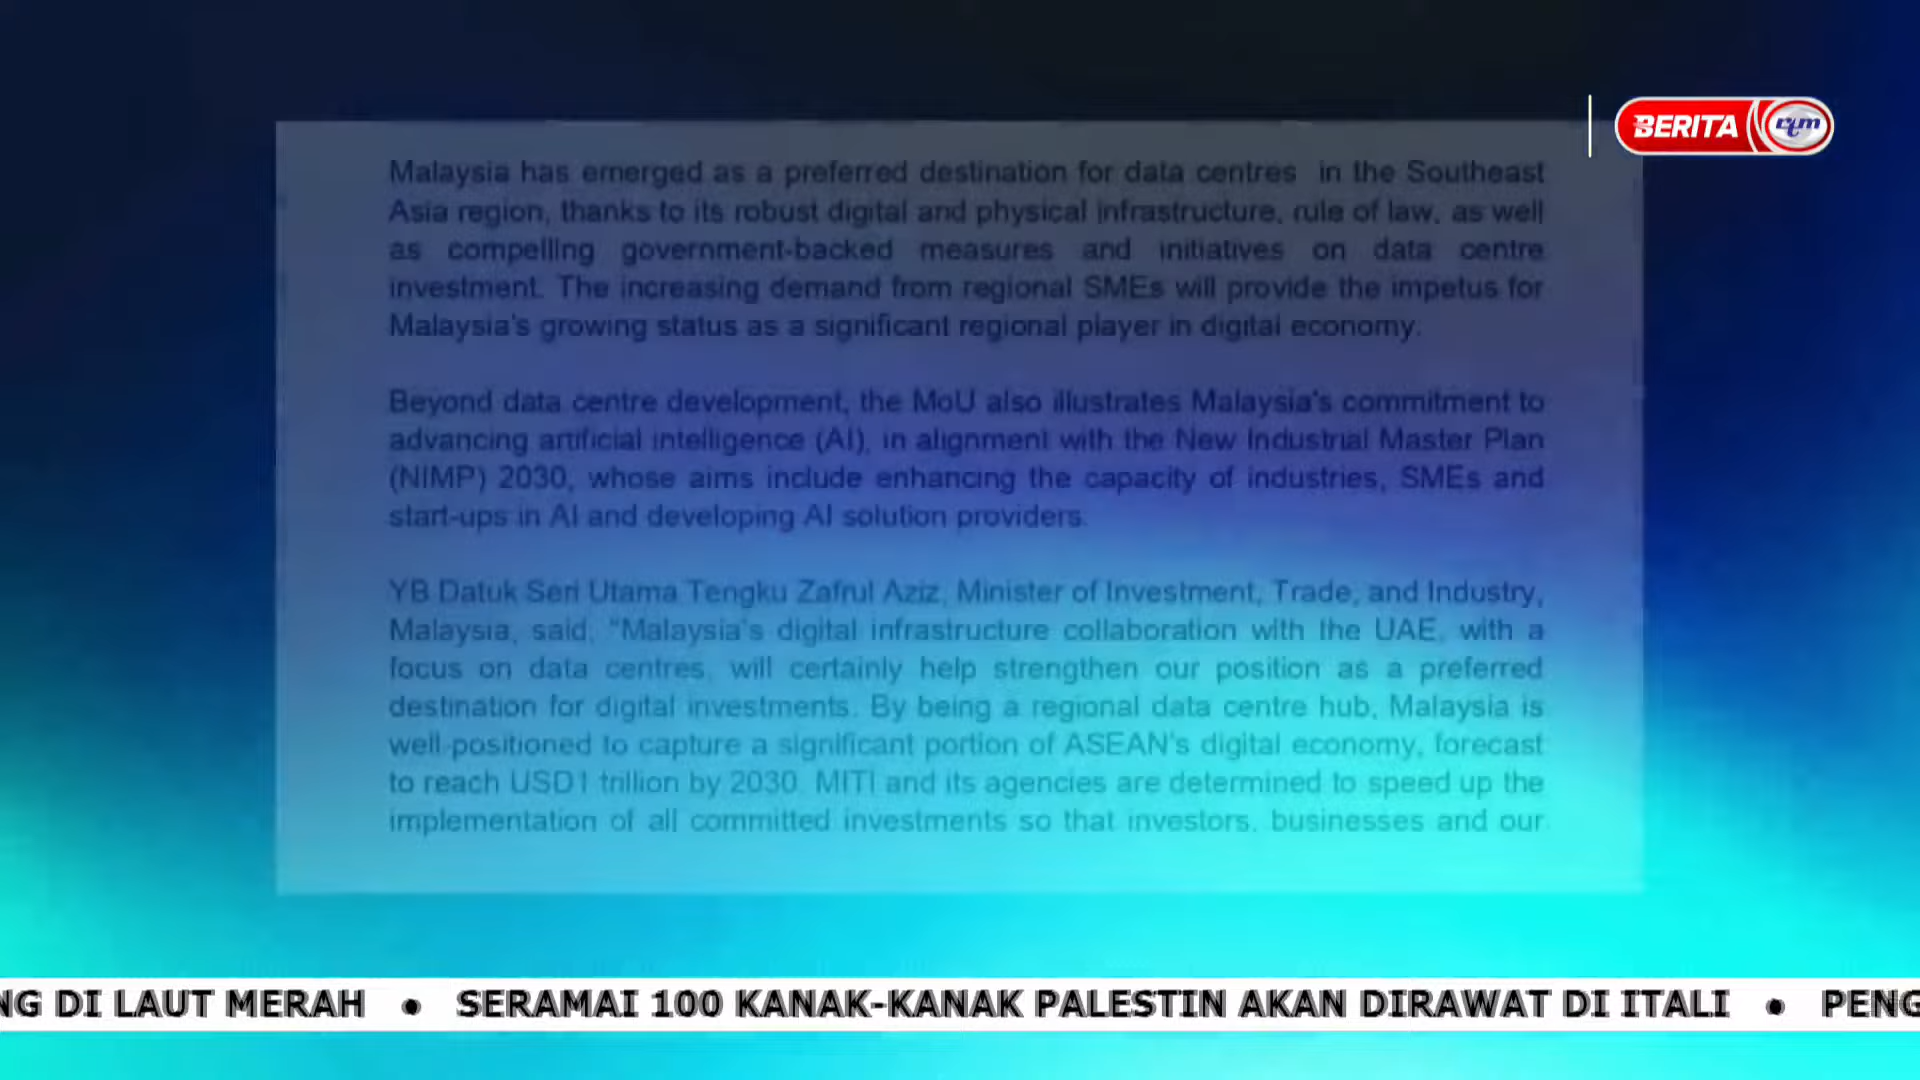 BERITA rtm
Malaysia has emerged as a preferred destination for data centres in the Southeast
Asia region, thanks to its robust digital and physical infrastructure, rule of law, as well
as compelling government-backed measures and initiatives on data centre
investment. The increasing demand from regional SMEs will provide the impetus for
Malaysia's growing status as a significant regional player in digital economy.
Beyond data centre development, the MoU also illustrates Malaysia's commitment to
advancing artificial intelligence (AI), in alignment with the New Industrial Master Plan
(NIMP) 2030, whose aims include enhancing the capacity of industries, SMEs and
start-ups in AI and developing AI solution providers.
YB Datuk Seri Utama Tengku Zafrul Aziz, Minister of Investment, Trade, and Industry,
Malaysia, said, "Malaysia's digital infrastructure collaboration with the UAE, with a
focus on data centres, will certainly help strengthen our position as a preferred
destination for digital investments. By being a regional data centre hub, Malaysia is
well-positioned to capture a significant portion of ASEAN's digital economy, forecast
to reach USD1 trillion by 2030. MITI and its agencies are determined to speed up the
implementation of all committed investments so that investors, businesses and our
NG DI LAUT MERAH • SERAMAI 100 KANAK-KANAK PALESTIN AKAN DIRAWAT DI ITALI • PENG